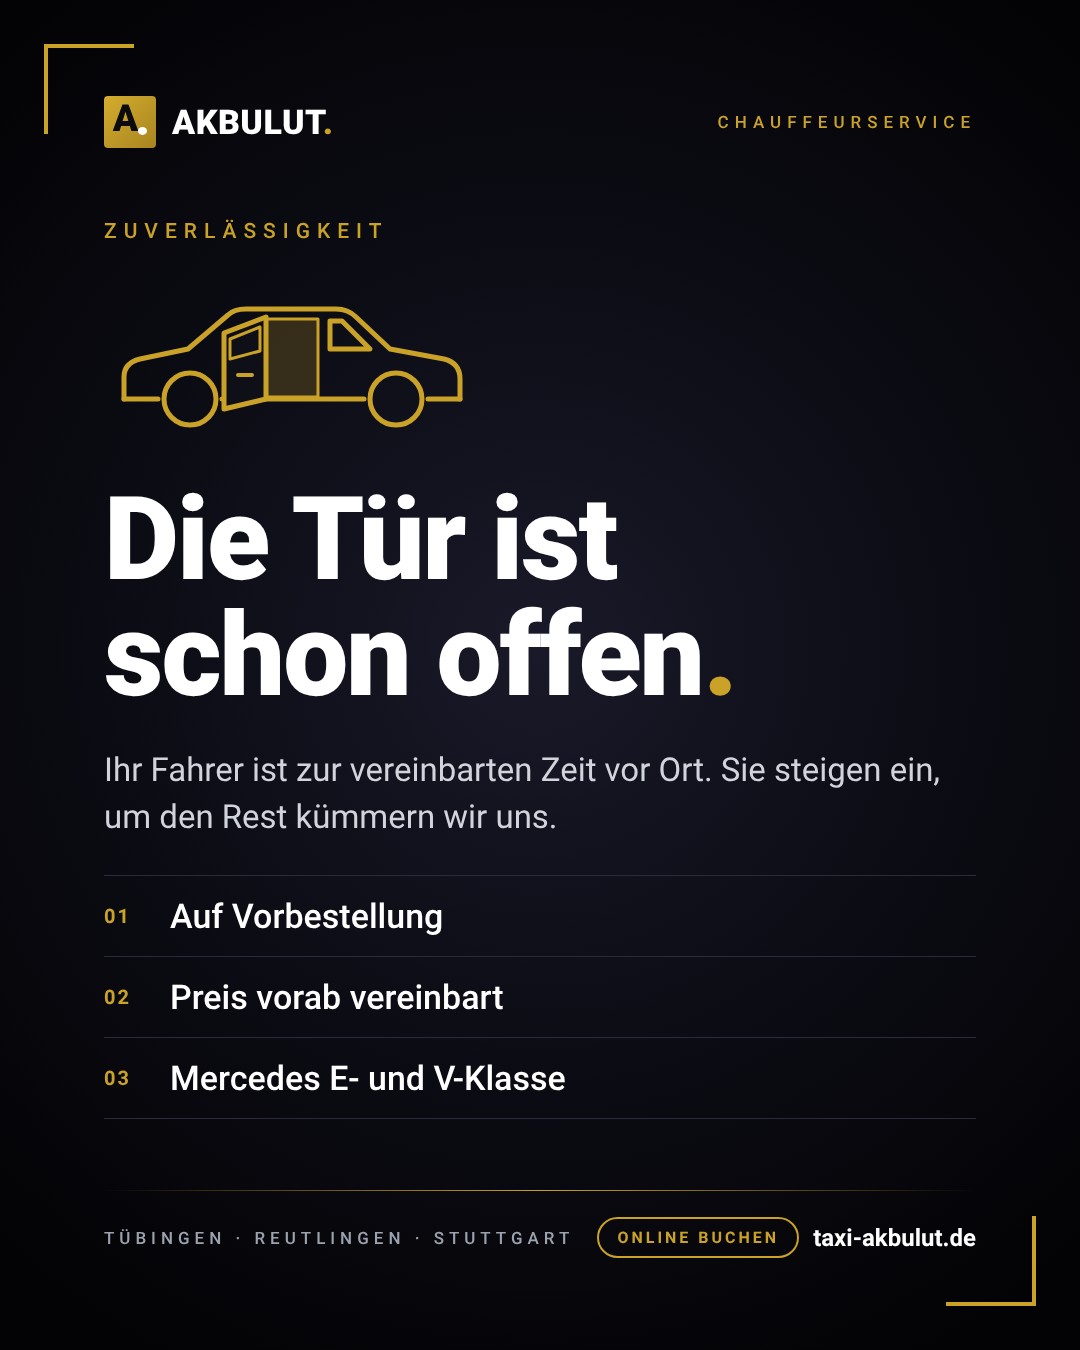 A.
AKBULUT.
CHAUFFEURSERVICE
ZUVERLÄSSIGKEIT
Die Tür ist
schon offen.
Ihr Fahrer ist zur vereinbarten Zeit vor Ort. Sie steigen ein,
um den Rest kümmern wir uns.
01 Auf Vorbestellung
02 Preis vorab vereinbart
03 Mercedes E- und V-Klasse
TÜBINGEN · REUTLINGEN · STUTTGART
ONLINE BUCHEN
taxi-akbulut.de